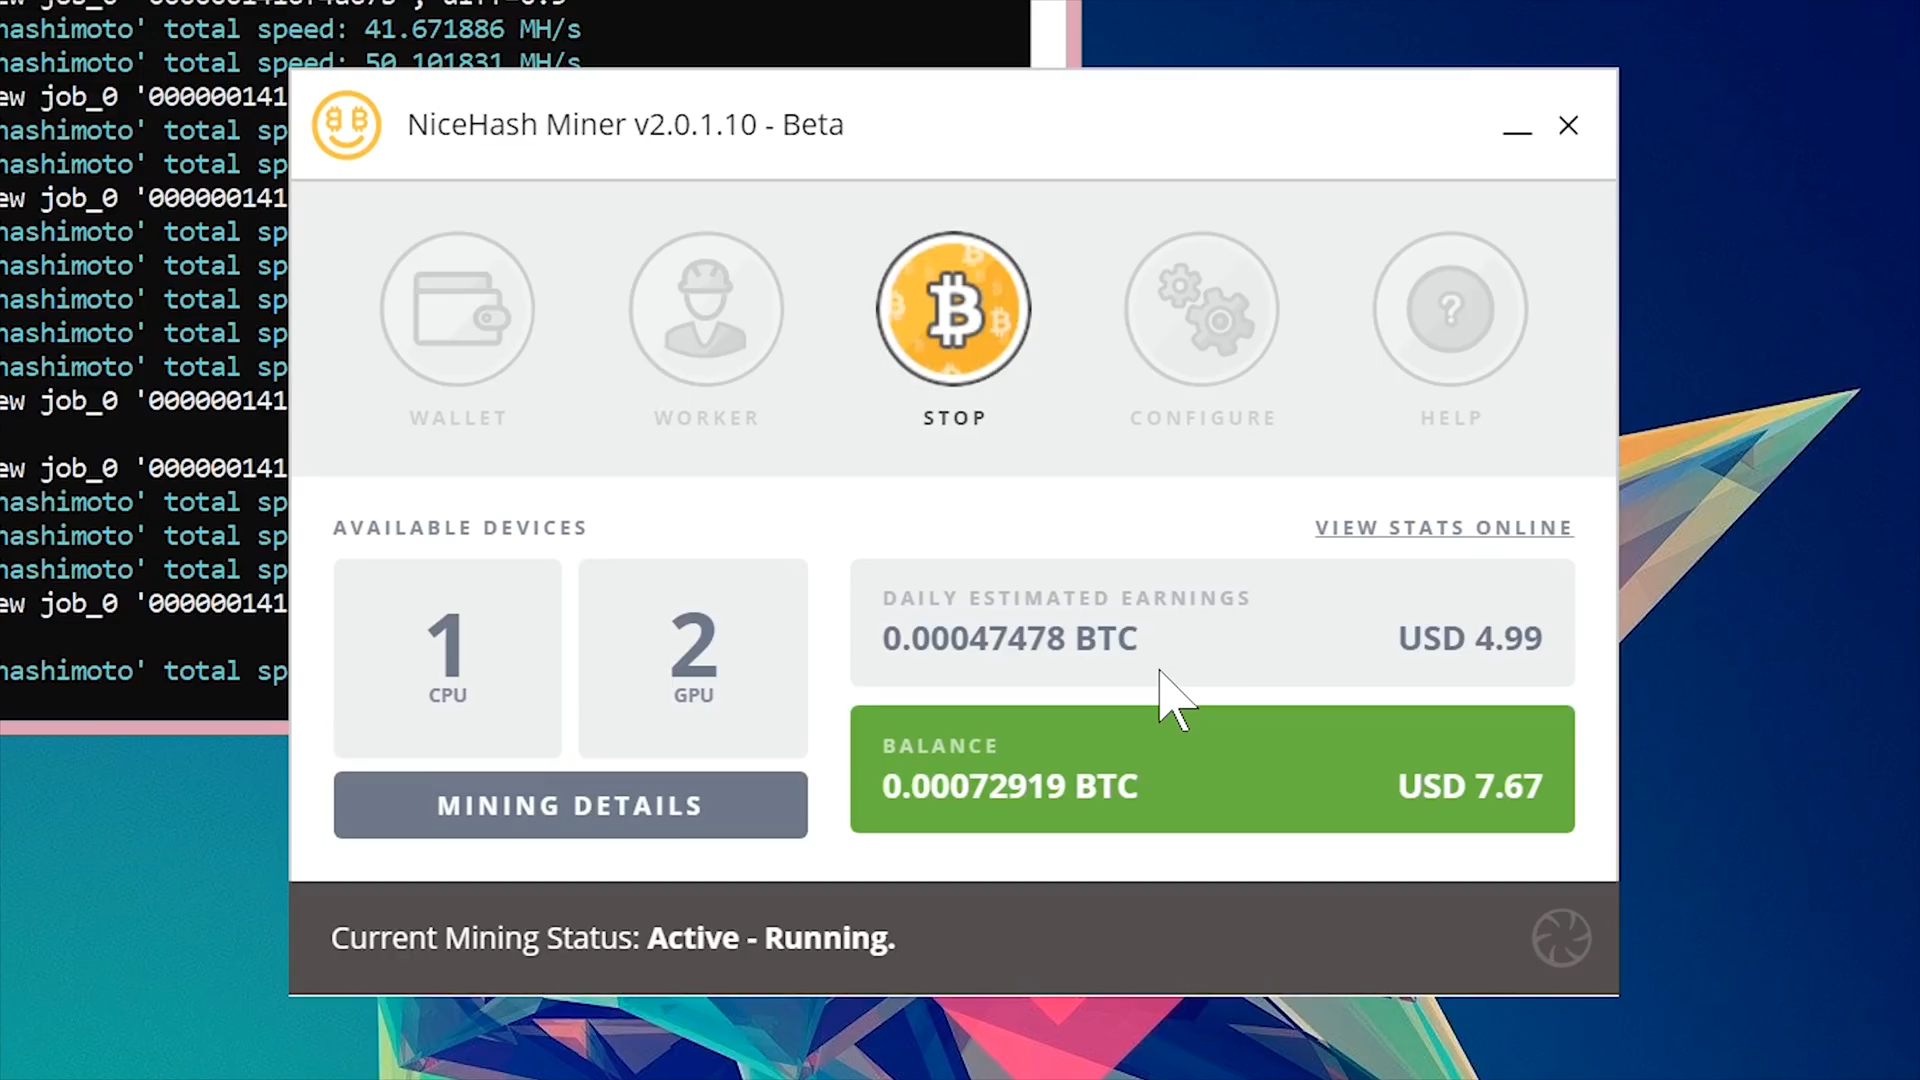 hashimoto' total speed: 41.671886 MH/s
hashimoto' total speed: 50.101831 MH/s
ew job_0 '000000141
hashimoto' total sp
hashimoto' total sp
ew job_0 '000000141
hashimoto' total sp
hashimoto' total sp
hashimoto' total sp
hashimoto' total sp
hashimoto' total sp
ew job_0 '000000141
ew job_0 '000000141
hashimoto' total sp
hashimoto' total sp
hashimoto' total sp
ew job_0 '000000141
hashimoto' total sp
NiceHash Miner v2.0.1.10 - Beta
WALLET
WORKER
STOP
CONFIGURE
HELP
AVAILABLE DEVICES
VIEW STATS ONLINE
1
CPU
2
GPU
MINING DETAILS
DAILY ESTIMATED EARNINGS
0.00047478 BTC USD 4.99
BALANCE
0.00072919 BTC USD 7.67
Current Mining Status: Active - Running.